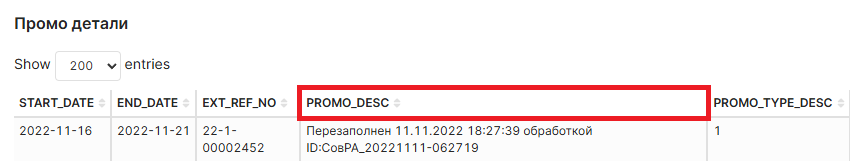 Промо детали
Show 200 entries
START_DATE END_DATE EXT_REF_NO PROMO_DESC PROMO_TYPE_DESC
2022-11-16 2022-11-21 22-1-00002452 Перезаполнен 11.11.2022 18:27:39 обработкой ID:СовРА_20221111-062719 1